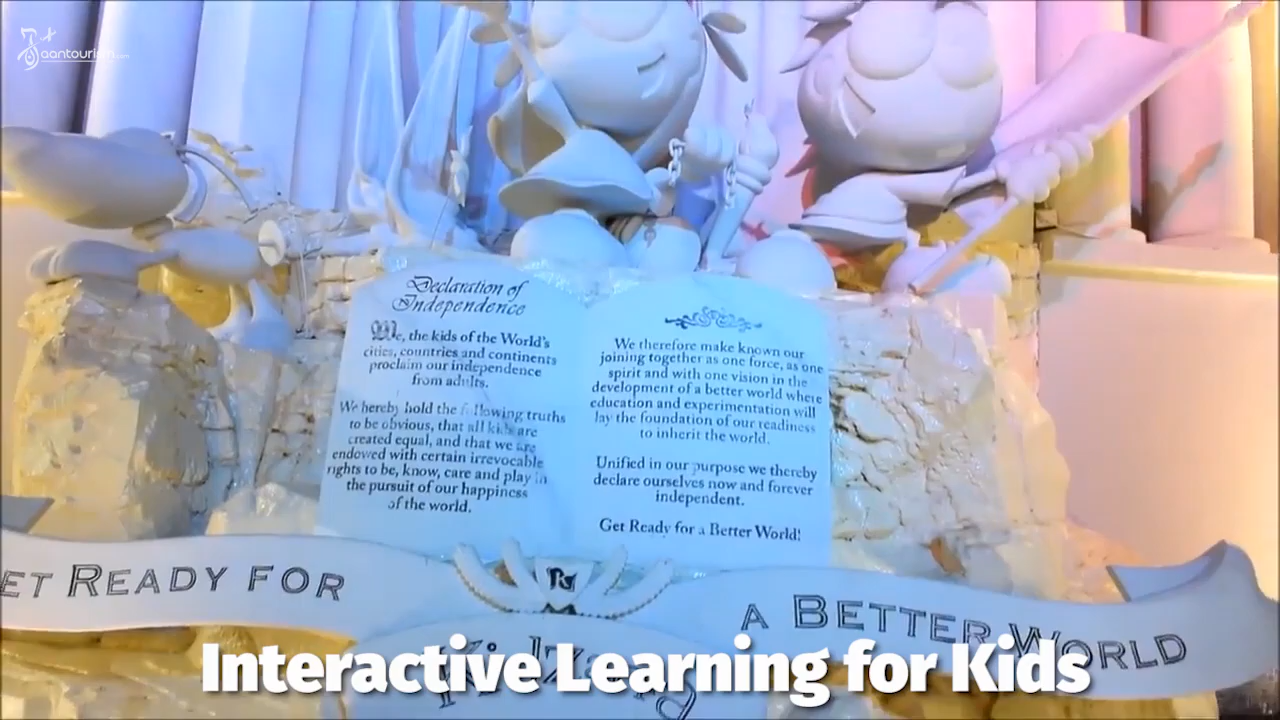 aantourism.com
Declaration of
Independence
We, the kids of the World's
cities, countries and continents
proclaim our independence
from adults.
We hereby hold the following truths
to be obvious, that all kids are
created equal, and that we are
endowed with certain irrevocable
rights to be, know, care and play in
the pursuit of our happiness
of the world.
We therefore make known our
joining together as one force, as one
spirit and with one vision in the
development of a better world where
education and experimentation will
lay the foundation of our readiness
to inherit the world.
Unified in our purpose we thereby
declare ourselves now and forever
independent.
Get Ready for a Better World!
ET READY FOR
A BETTER WORLD
Interactive Learning for Kids